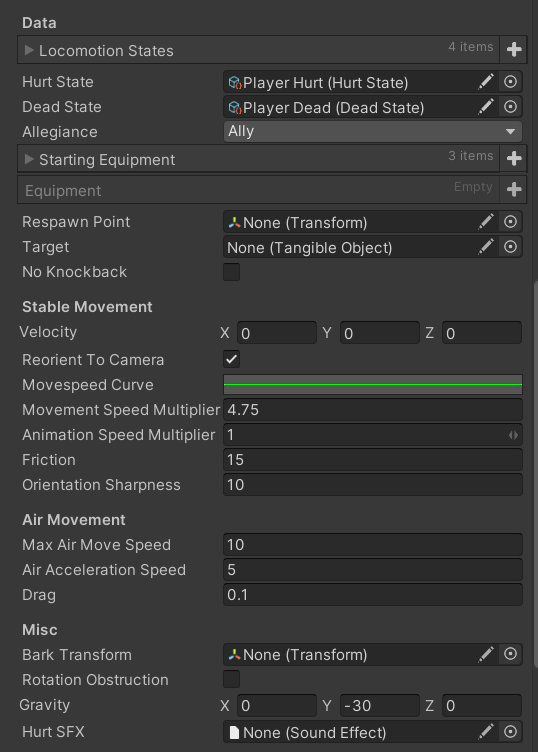 Data
Locomotion States 4 items
Hurt State Player Hurt (Hurt State)
Dead State Player Dead (Dead State)
Allegiance Ally
Starting Equipment 3 items
Equipment Empty
Respawn Point None (Transform)
Target None (Tangible Object)
No Knockback
Stable Movement
Velocity X 0 Y 0 Z 0
Reorient To Camera
Movespeed Curve
Movement Speed Multiplier 4.75
Animation Speed Multiplier 1
Friction 15
Orientation Sharpness 10
Air Movement
Max Air Move Speed 10
Air Acceleration Speed 5
Drag 0.1
Misc
Bark Transform None (Transform)
Rotation Obstruction
Gravity X 0 Y -30 Z 0
Hurt SFX None (Sound Effect)